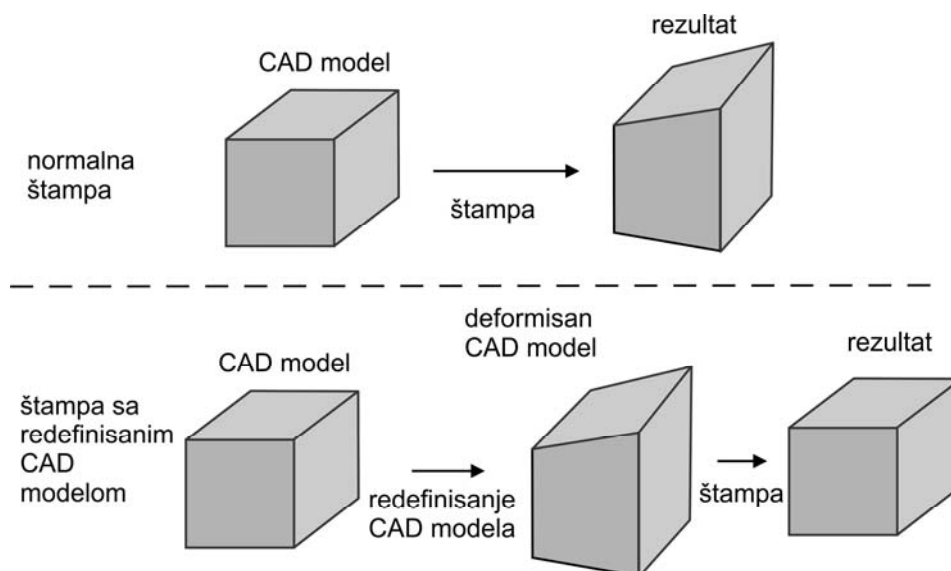 rezultat
CAD model
normalna
štampa
štampa
deformisan
CAD model
CAD model
rezultat
štampa sa
redefinisanim
CAD
modelom
redefinisanje
CAD modela
štampa